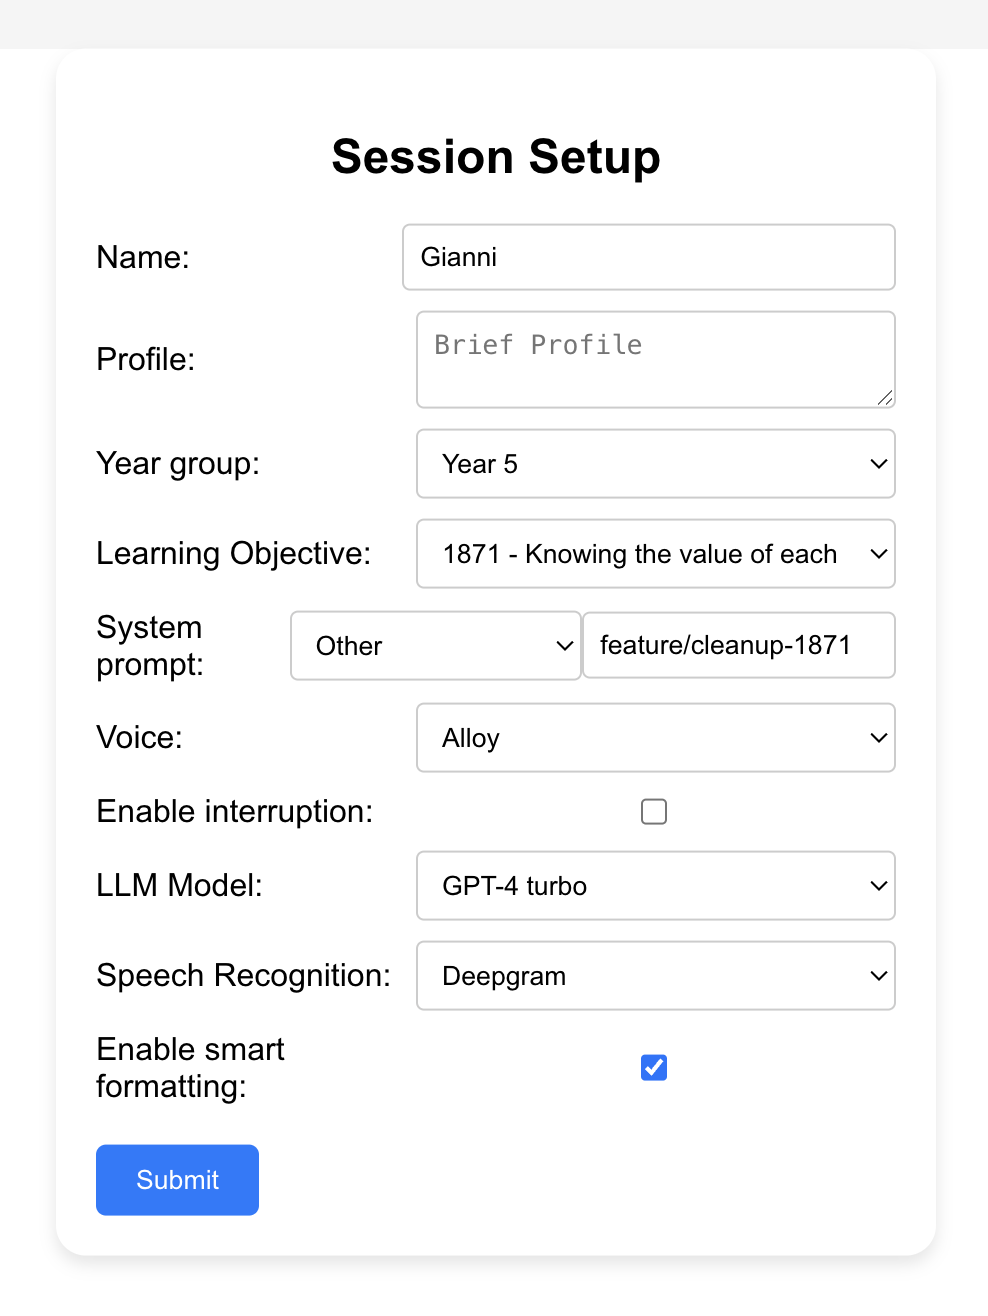 Session Setup
Name: Gianni
Profile: Brief Profile
Year group: Year 5
Learning Objective: 1871 - Knowing the value of each
System
prompt: Other feature/cleanup-1871
Voice: Alloy
Enable interruption:
LLM Model: GPT-4 turbo
Speech Recognition: Deepgram
Enable smart
formatting:
Submit